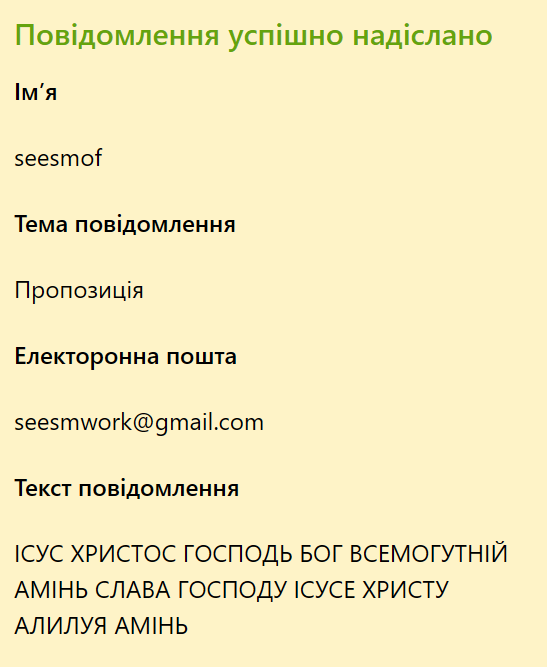 Повідомлення успішно надіслано
Ім’я
seesmof
Тема повідомлення
Пропозиція
Електоронна пошта
seesmwork@gmail.com
Текст повідомлення
ІСУС ХРИСТОС ГОСПОДЬ БОГ ВСЕМОГУТНІЙ
АМІНЬ СЛАВА ГОСПОДУ ІСУСЕ ХРИСТУ
АЛИЛУЯ АМІНЬ